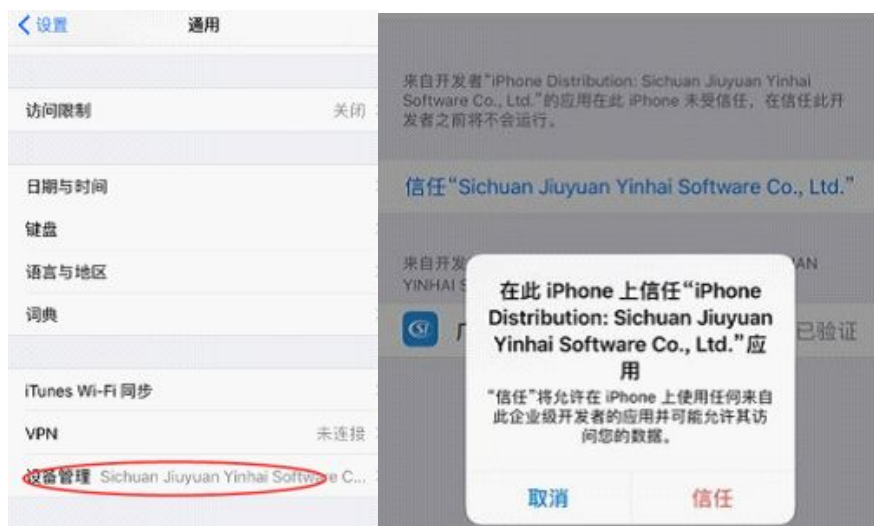 设置
通用
访问限制 关闭
日期与时间
键盘
语言与地区
词典
iTunes Wi-Fi 同步
VPN 未连接
设备管理 Sichuan Jiuyuan Yinhai Software C...
来自开发者“iPhone Distribution: Sichuan Jiuyuan Yinhai
Software Co., Ltd.”的应用在此 iPhone 未受信任，在信任此开
发者之前将不会运行。
信任“Sichuan Jiuyuan Yinhai Software Co., Ltd.”
来自开发 AN
YINHAI S
已验证
在此 iPhone 上信任“iPhone
Distribution: Sichuan Jiuyuan
Yinhai Software Co., Ltd.”应
用
“信任”将允许在 iPhone 上使用任何来自
此企业级开发者的应用并可能允许其访
问您的数据。
取消 信任